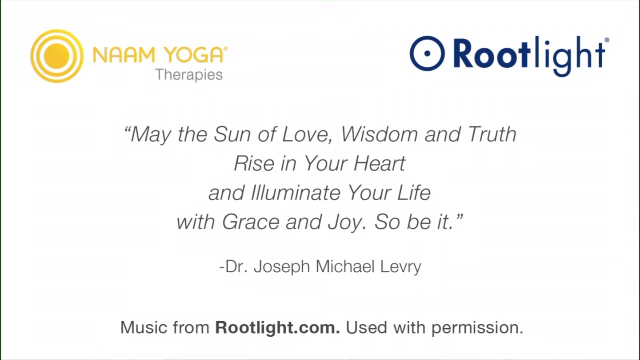 NAAM YOGA®
Therapies
Rootlight®
“May the Sun of Love, Wisdom and Truth
Rise in Your Heart
and Illuminate Your Life
with Grace and Joy. So be it.”
-Dr. Joseph Michael Levry
Music from Rootlight.com. Used with permission.